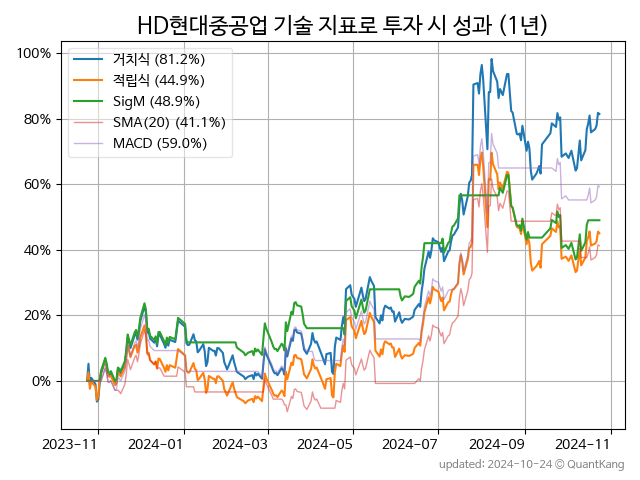 HD현대중공업 기술 지표로 투자 시 성과 (1년)
100%
80%
60%
40%
20%
0%
거치식 (81.2%)
적립식 (44.9%)
SigM (48.9%)
SMA(20) (41.1%)
MACD (59.0%)
2023-11 2024-01 2024-03 2024-05 2024-07 2024-09 2024-11
updated: 2024-10-24 @ QuantKang